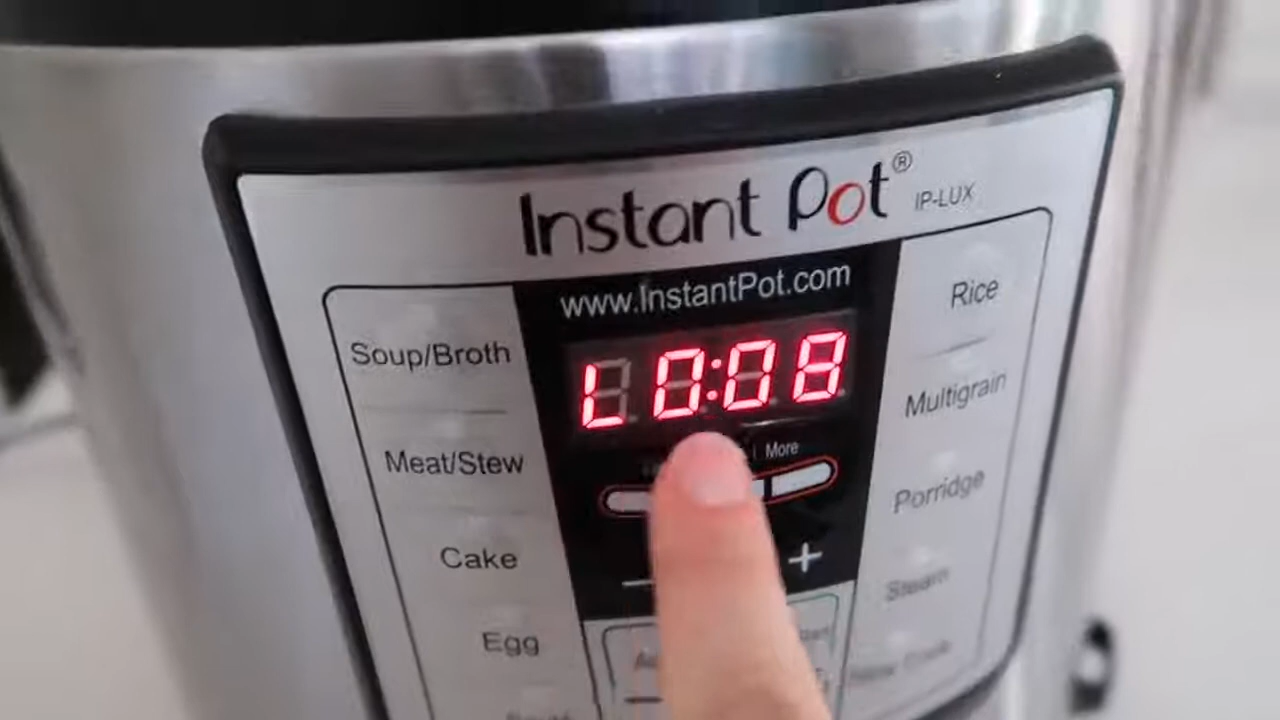 Instant Pot® IP-LUX
www.InstantPot.com
L0:08
More
Soup/Broth
Meat/Stew
Cake
Egg
Rice
Multigrain
Porridge
Steam
− +